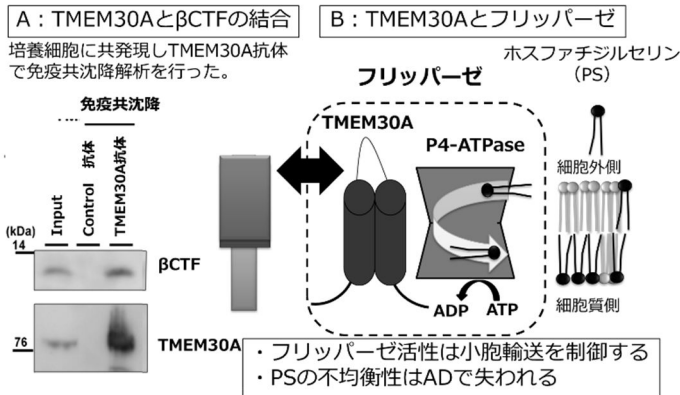 A：TMEM30AとβCTFの結合
培養細胞に共発現しTMEM30A抗体
で免疫共沈降解析を行った。
免疫共沈降
Input
Control 抗体
TMEM30A抗体
(kDa)
14
βCTF
76
TMEM30A
B：TMEM30Aとフリッパーゼ
フリッパーゼ
TMEM30A
P4-ATPase
ADP
ATP
ホスファチジルセリン
（PS）
細胞外側
細胞質側
・フリッパーゼ活性は小胞輸送を制御する
・PSの不均衡性はADで失われる